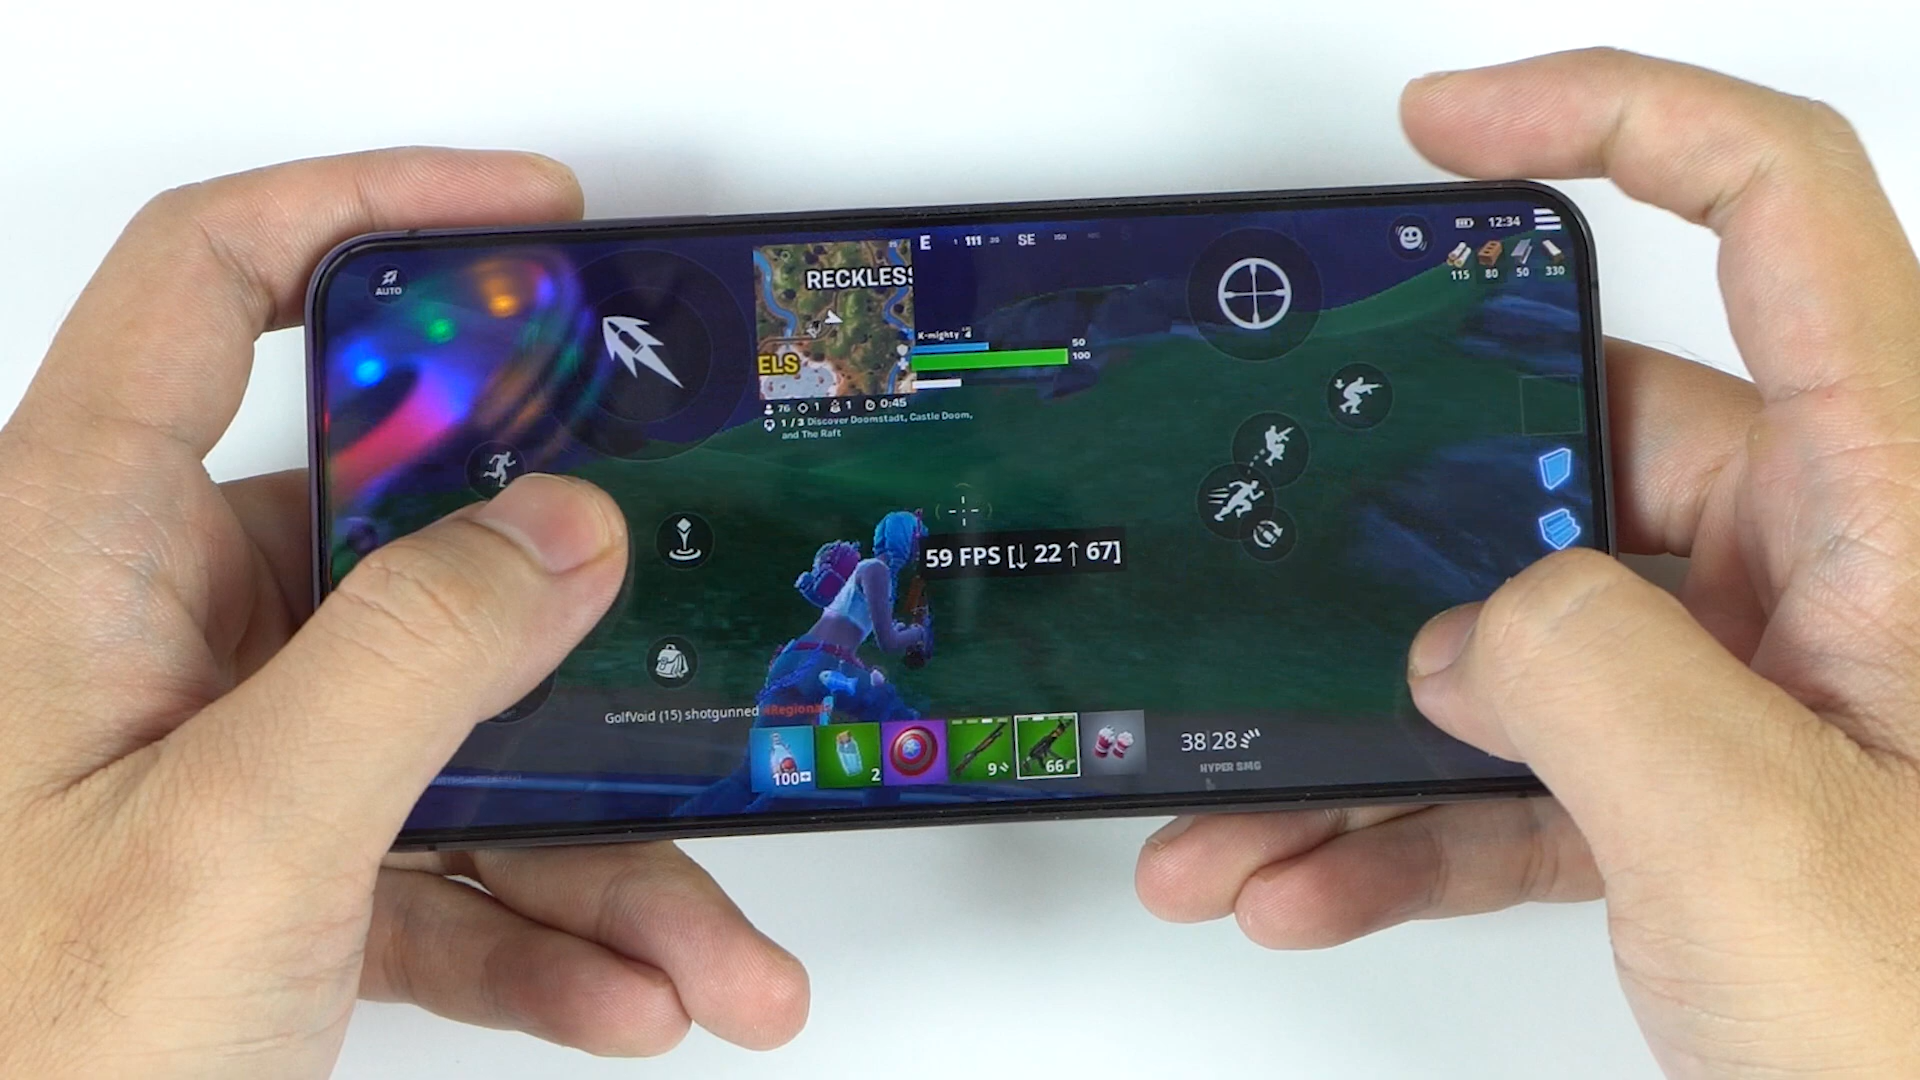 AUTO
RECKLESS
ELS
E 111 SE
12:34
115 80 50 330
K-mighty 4
50
100
76 1 1 0:45
1 / 3 Discover Doomstadt, Castle Doom,
and The Raft
59 FPS [↓ 22 ↑ 67]
GolfVoid (15) shotgunned
100 2 9 66
38|28
HYPER SMG